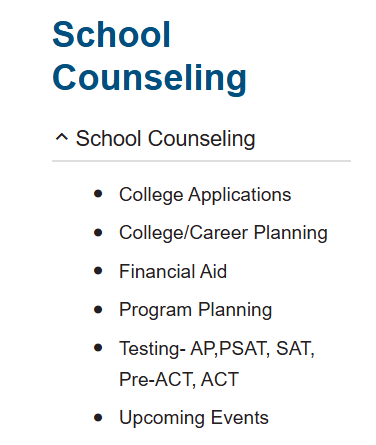 School
Counseling
School Counseling
College Applications
College/Career Planning
Financial Aid
Program Planning
Testing- AP,PSAT, SAT,
Pre-ACT, ACT
Upcoming Events